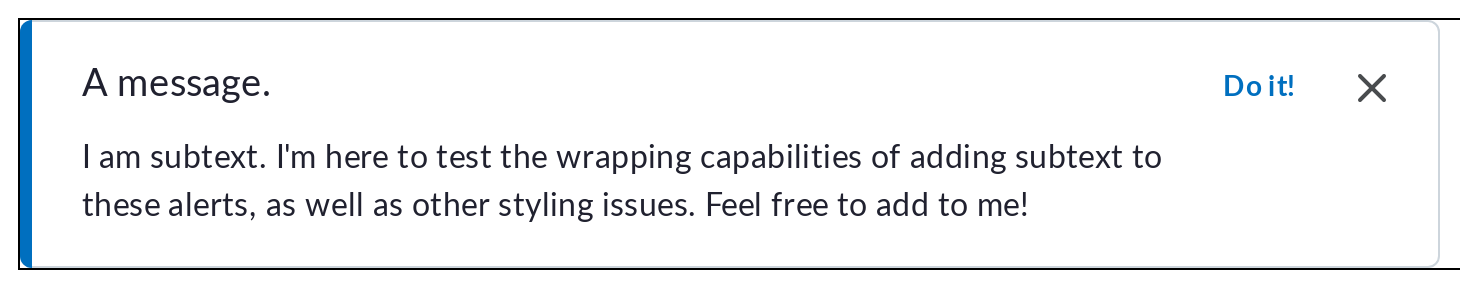 A message.
Do it!
I am subtext. I'm here to test the wrapping capabilities of adding subtext to
these alerts, as well as other styling issues. Feel free to add to me!